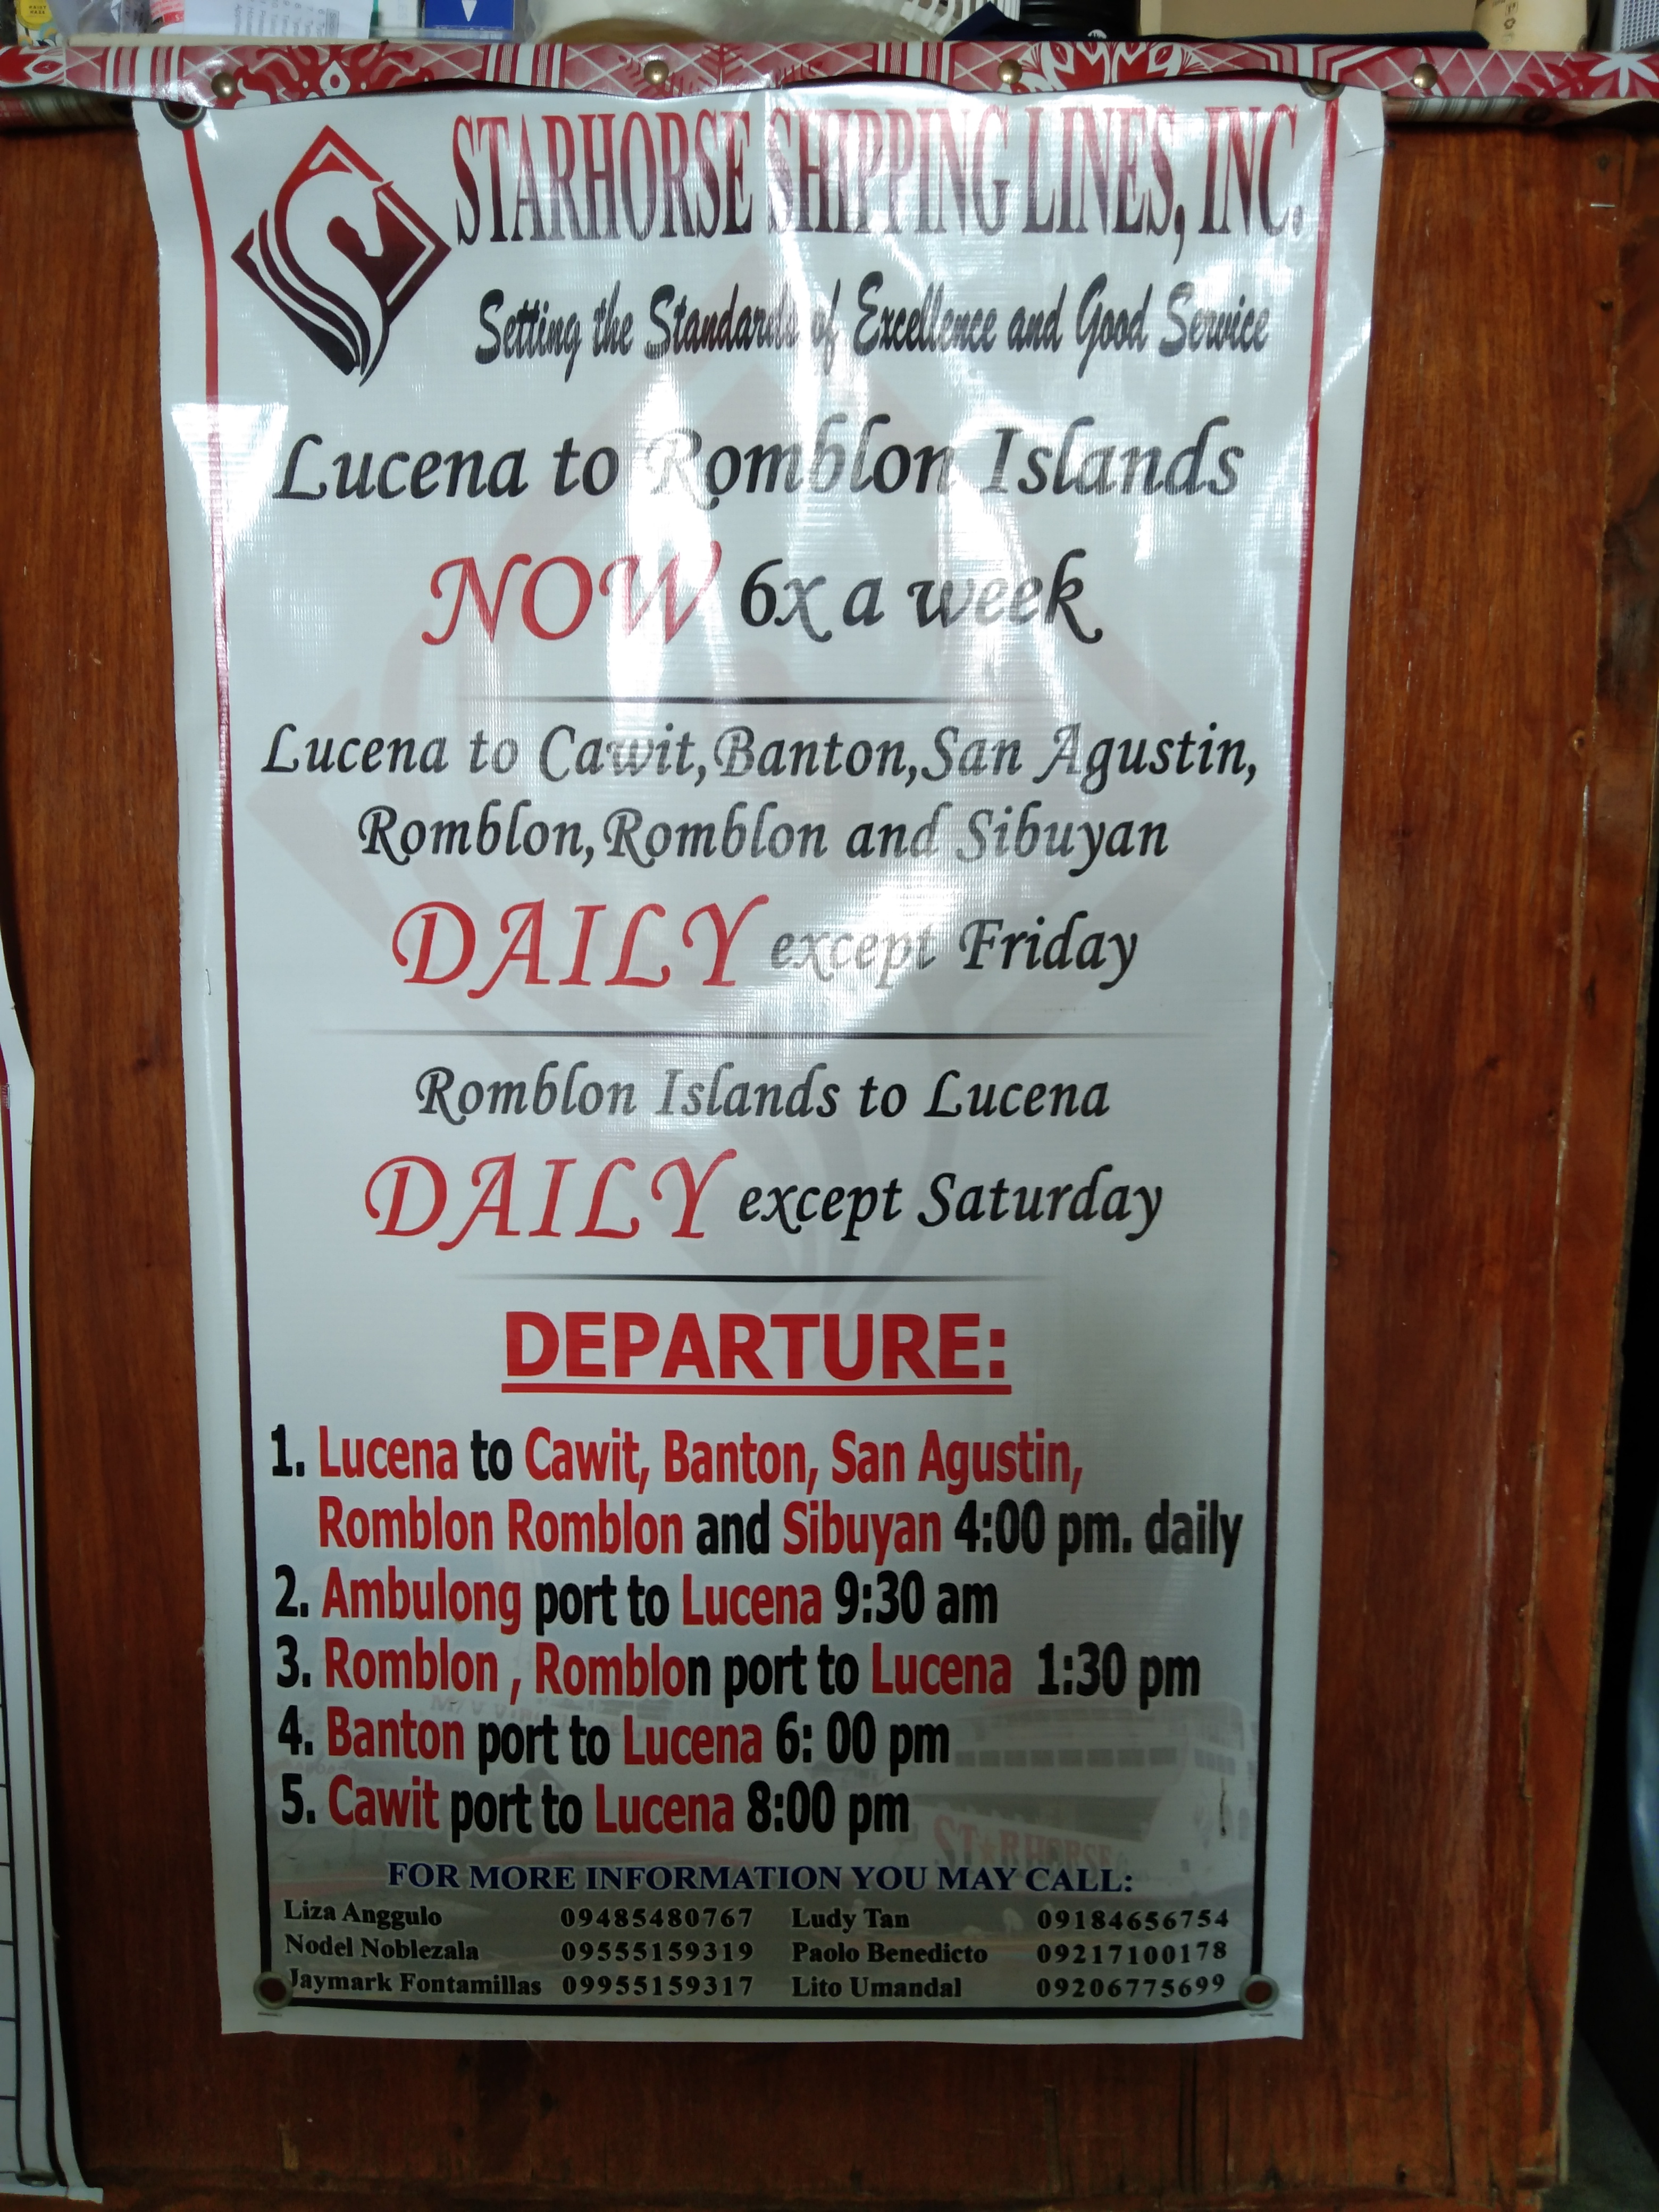 STARHORSE SHIPPING LINES, INC.
Setting the Standards of Excellence and Good Service
Lucena to Romblon Islands
NOW 6x a week
Lucena to Cawit,Banton,San Agustin,
Romblon,Romblon and Sibuyan
DAILY except Friday
Romblon Islands to Lucena
DAILY except Saturday
DEPARTURE:
1. Lucena to Cawit, Banton, San Agustin,
Romblon Romblon and Sibuyan 4:00 pm. daily
2. Ambulong port to Lucena 9:30 am
3. Romblon , Romblon port to Lucena 1:30 pm
4. Banton port to Lucena 6: 00 pm
5. Cawit port to Lucena 8:00 pm
STARHORSE
FOR MORE INFORMATION YOU MAY CALL:
Liza Anggulo 09485480767 Ludy Tan 09184656754
Nodel Noblezala 09555159319 Paolo Benedicto 09217100178
Jaymark Fontamillas 09955159317 Lito Umandal 09206775699